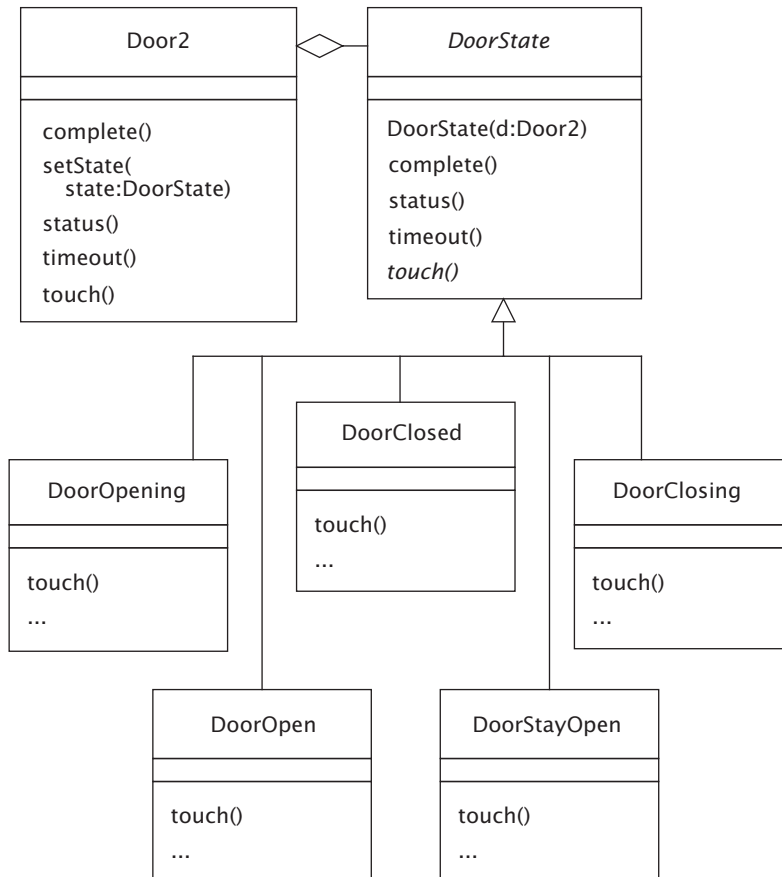 Door2
complete()
setState(
state:DoorState)
status()
timeout()
touch()
DoorState
DoorState(d:Door2)
complete()
status()
timeout()
touch()
DoorOpening
touch()
...
DoorClosed
touch()
...
DoorClosing
touch()
...
DoorOpen
touch()
...
DoorStayOpen
touch()
...